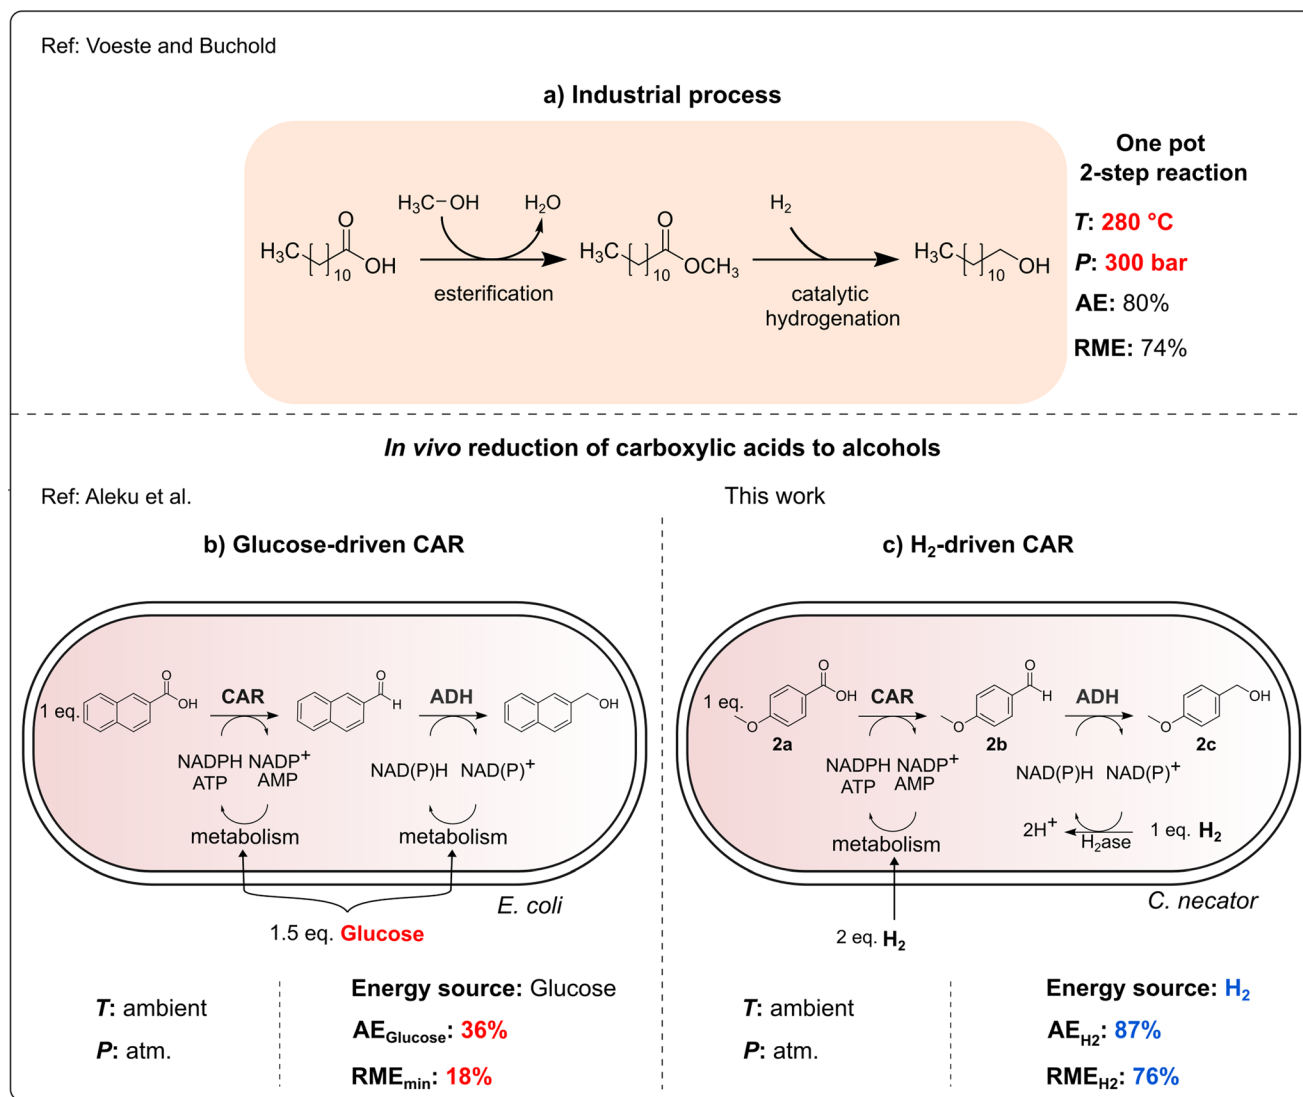 Ref: Voeste and Buchold
a) Industrial process
One pot
2-step reaction
H₃C–OH
H₂O
H₂
H₃C
10
O
OH
esterification
H₃C
10
O
OCH₃
catalytic
hydrogenation
H₃C
10
OH
T: 280 °C
P: 300 bar
AE: 80%
RME: 74%
In vivo reduction of carboxylic acids to alcohols
Ref: Aleku et al.
This work
b) Glucose-driven CAR
1 eq.
O
OH
CAR
O
H
ADH
OH
NADPH NADP⁺
ATP AMP
NAD(P)H NAD(P)⁺
metabolism
metabolism
E. coli
1.5 eq. Glucose
T: ambient
P: atm.
Energy source: Glucose
AE_Glucose: 36%
RME_min: 18%
c) H₂-driven CAR
1 eq.
O
OH
O
2a
CAR
O
H
O
2b
ADH
OH
O
2c
NADPH NADP⁺
ATP AMP
NAD(P)H NAD(P)⁺
metabolism
2H⁺
H₂ase
1 eq. H₂
C. necator
2 eq. H₂
T: ambient
P: atm.
Energy source: H₂
AE_H2: 87%
RME_H2: 76%